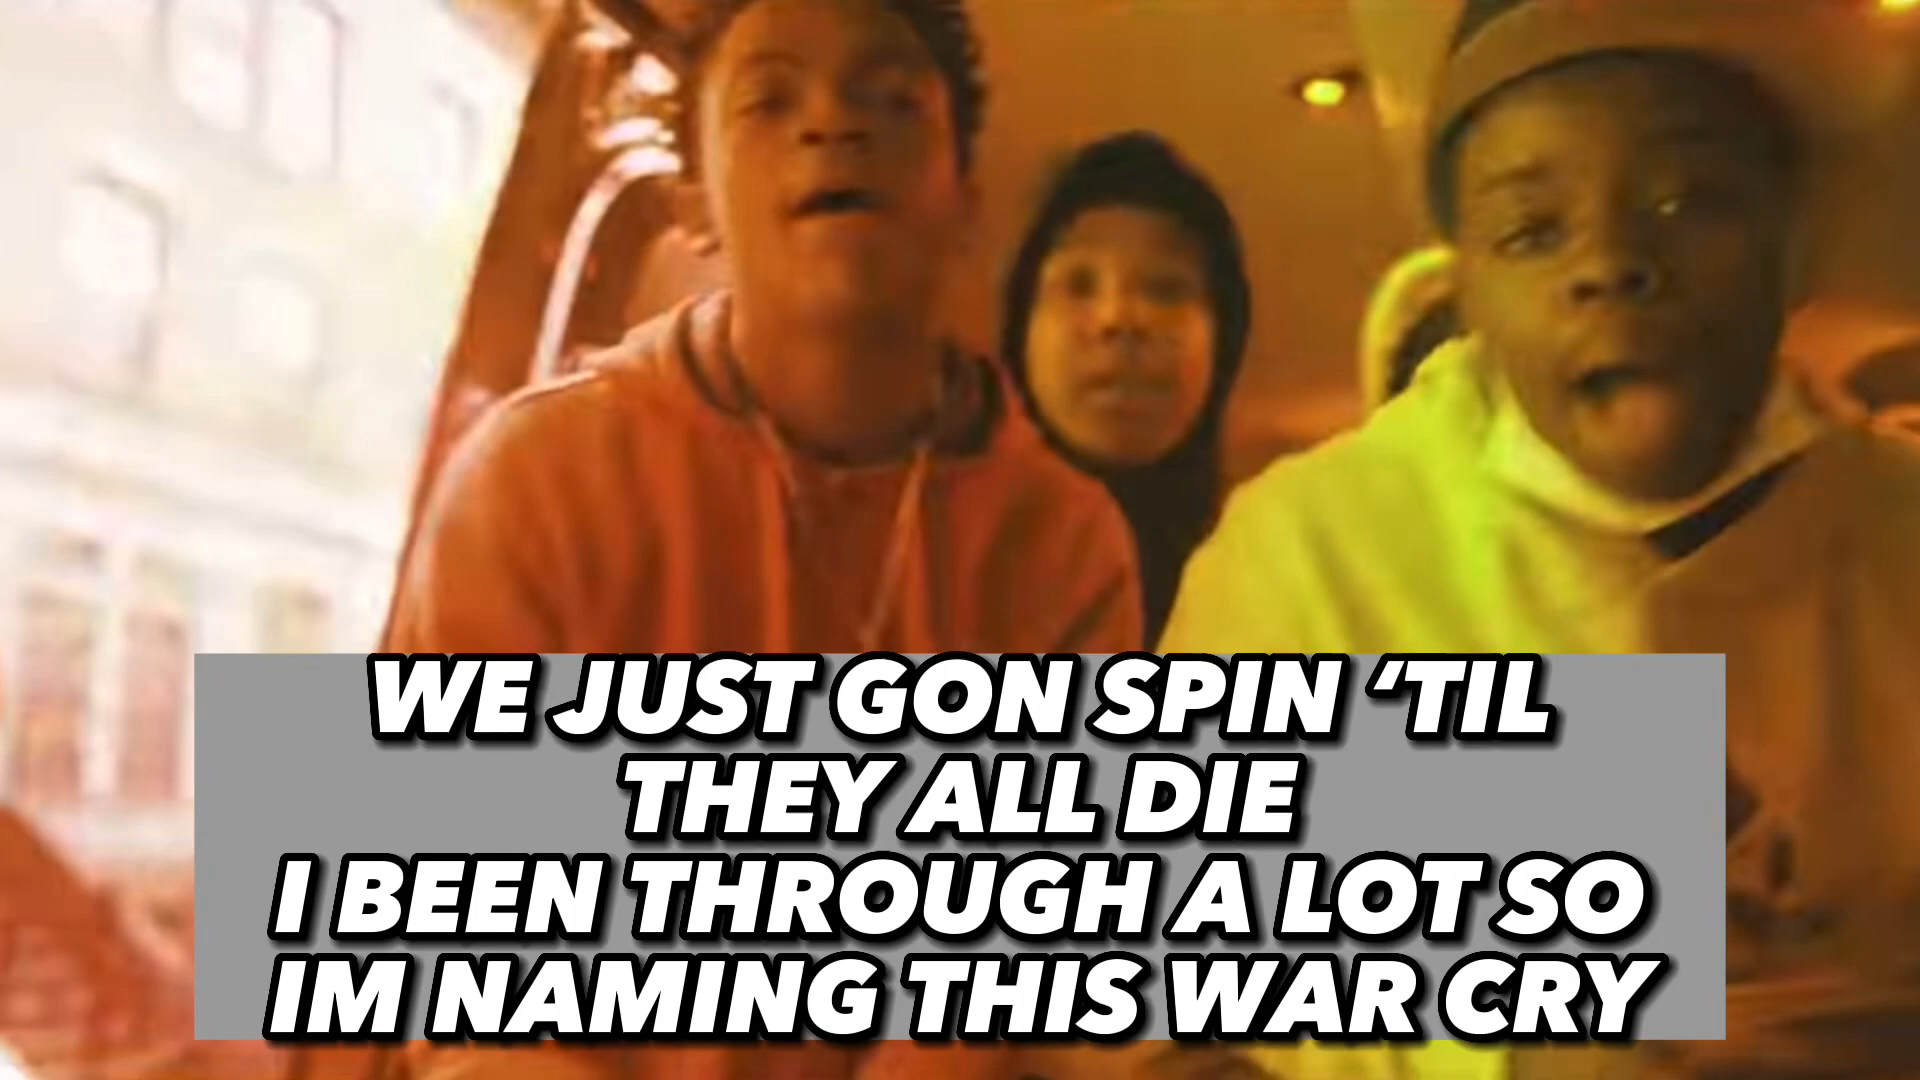 WE JUST GON SPIN ‘TIL
THEY ALL DIE
I BEEN THROUGH A LOT SO
IM NAMING THIS WAR CRY